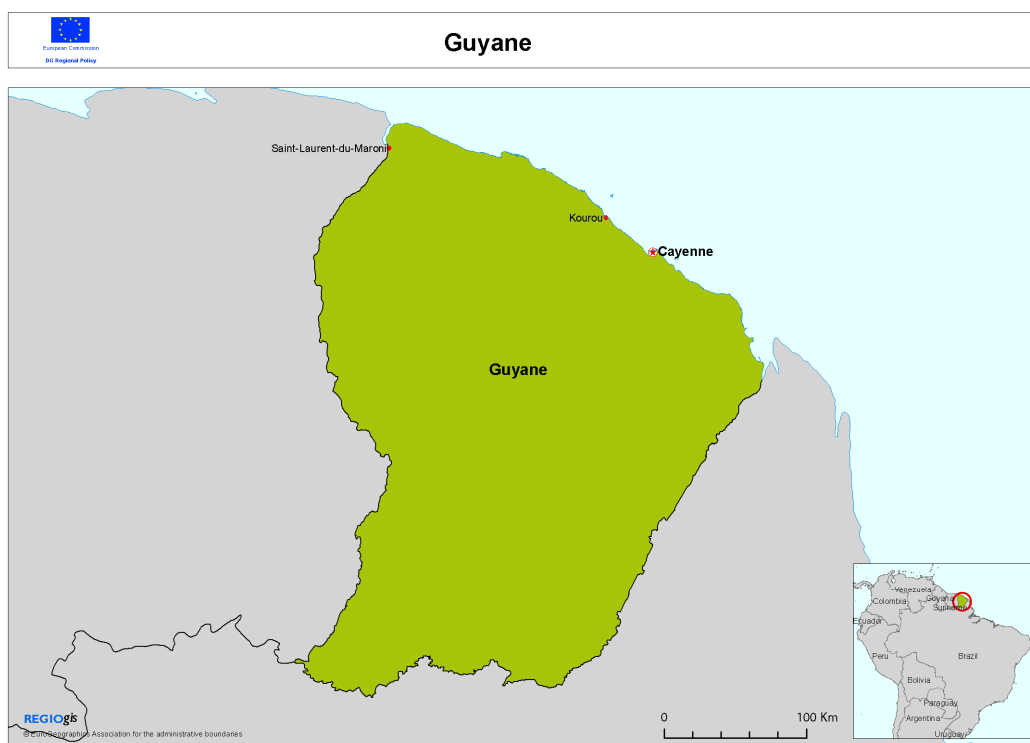 European Commission
DG Regional Policy
Guyane
Saint-Laurent-du-Maroni
Kourou
Cayenne
Guyane
Venezuela
Colombia
Guyana
Suriname
Ecuador
Peru
Brazil
Bolivia
Paraguay
Argentina
Uruguay
REGIOgis
© EuroGeographics Association for the administrative boundaries
0 100 Km